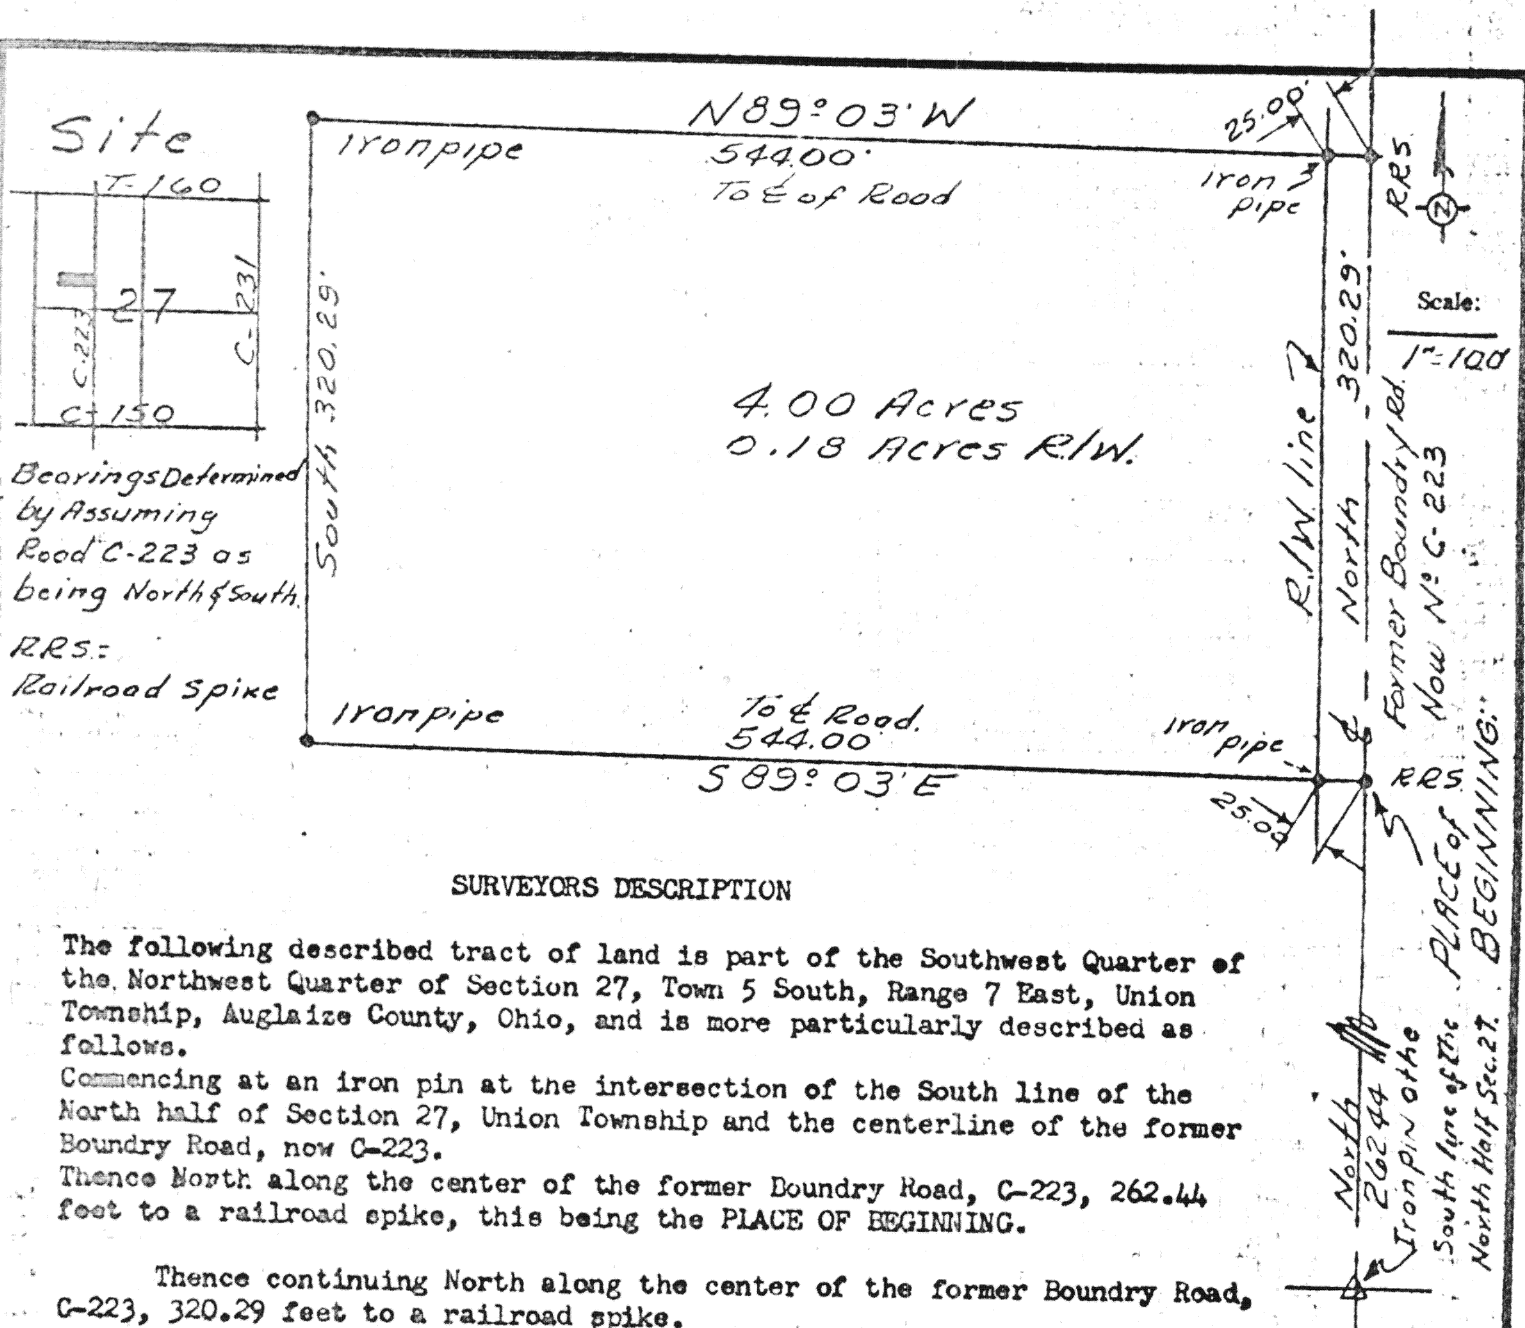 Site
T-160
27
C-231
C-223
C-150
Bearings Determined
by Assuming
Road C-223 as
being North & South.
RRS.=
Railroad Spike
N 89° 03' W
544.00'
To ℄ of Road
Iron pipe
25.00'
Iron
pipe
R.R.S.
N
Scale:
1"=100'
South 320.29'
4.00 Acres
0.18 Acres R/W.
R/W line
North 320.29'
℄
Former Boundry Rd.
Now Nº C-223
Iron pipe
To ℄ Road.
544.00'
S 89° 03' E
Iron
pipe
25.00
RRS
PLACE of
BEGINNING."
North
262.44
Iron pin on the
South line of the
North Half Sec. 27.
SURVEYORS DESCRIPTION
The following described tract of land is part of the Southwest Quarter of
the Northwest Quarter of Section 27, Town 5 South, Range 7 East, Union
Township, Auglaize County, Ohio, and is more particularly described as
follows.
Commencing at an iron pin at the intersection of the South line of the
North half of Section 27, Union Township and the centerline of the former
Boundry Road, now C-223.
Thence North along the center of the former Boundry Road, C-223, 262.44
feet to a railroad spike, this being the PLACE OF BEGINNING.
Thence continuing North along the center of the former Boundry Road,
C-223, 320.29 feet to a railroad spike.